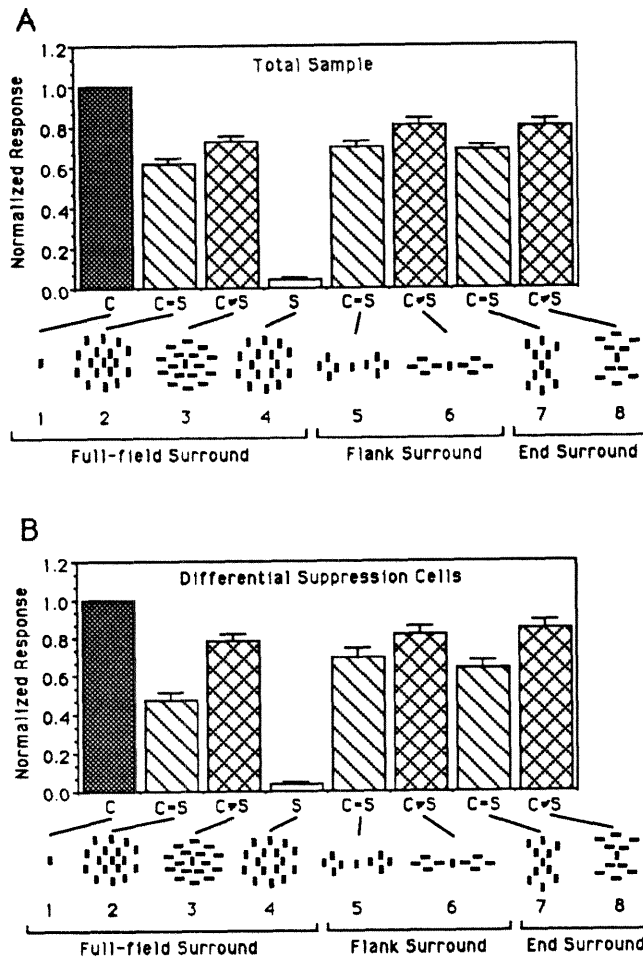 A
Total Sample
Normalized Response
1.2
1.0
0.8
0.6
0.4
0.2
0.0
C C=S C≠S S C=S C≠S C=S C≠S
1 2 3 4 5 6 7 8
Full-field Surround Flank Surround End Surround
B
Differential Suppression Cells
Normalized Response
1.2
1.0
0.8
0.6
0.4
0.2
0.0
C C=S C≠S S C=S C≠S C=S C≠S
1 2 3 4 5 6 7 8
Full-field Surround Flank Surround End Surround